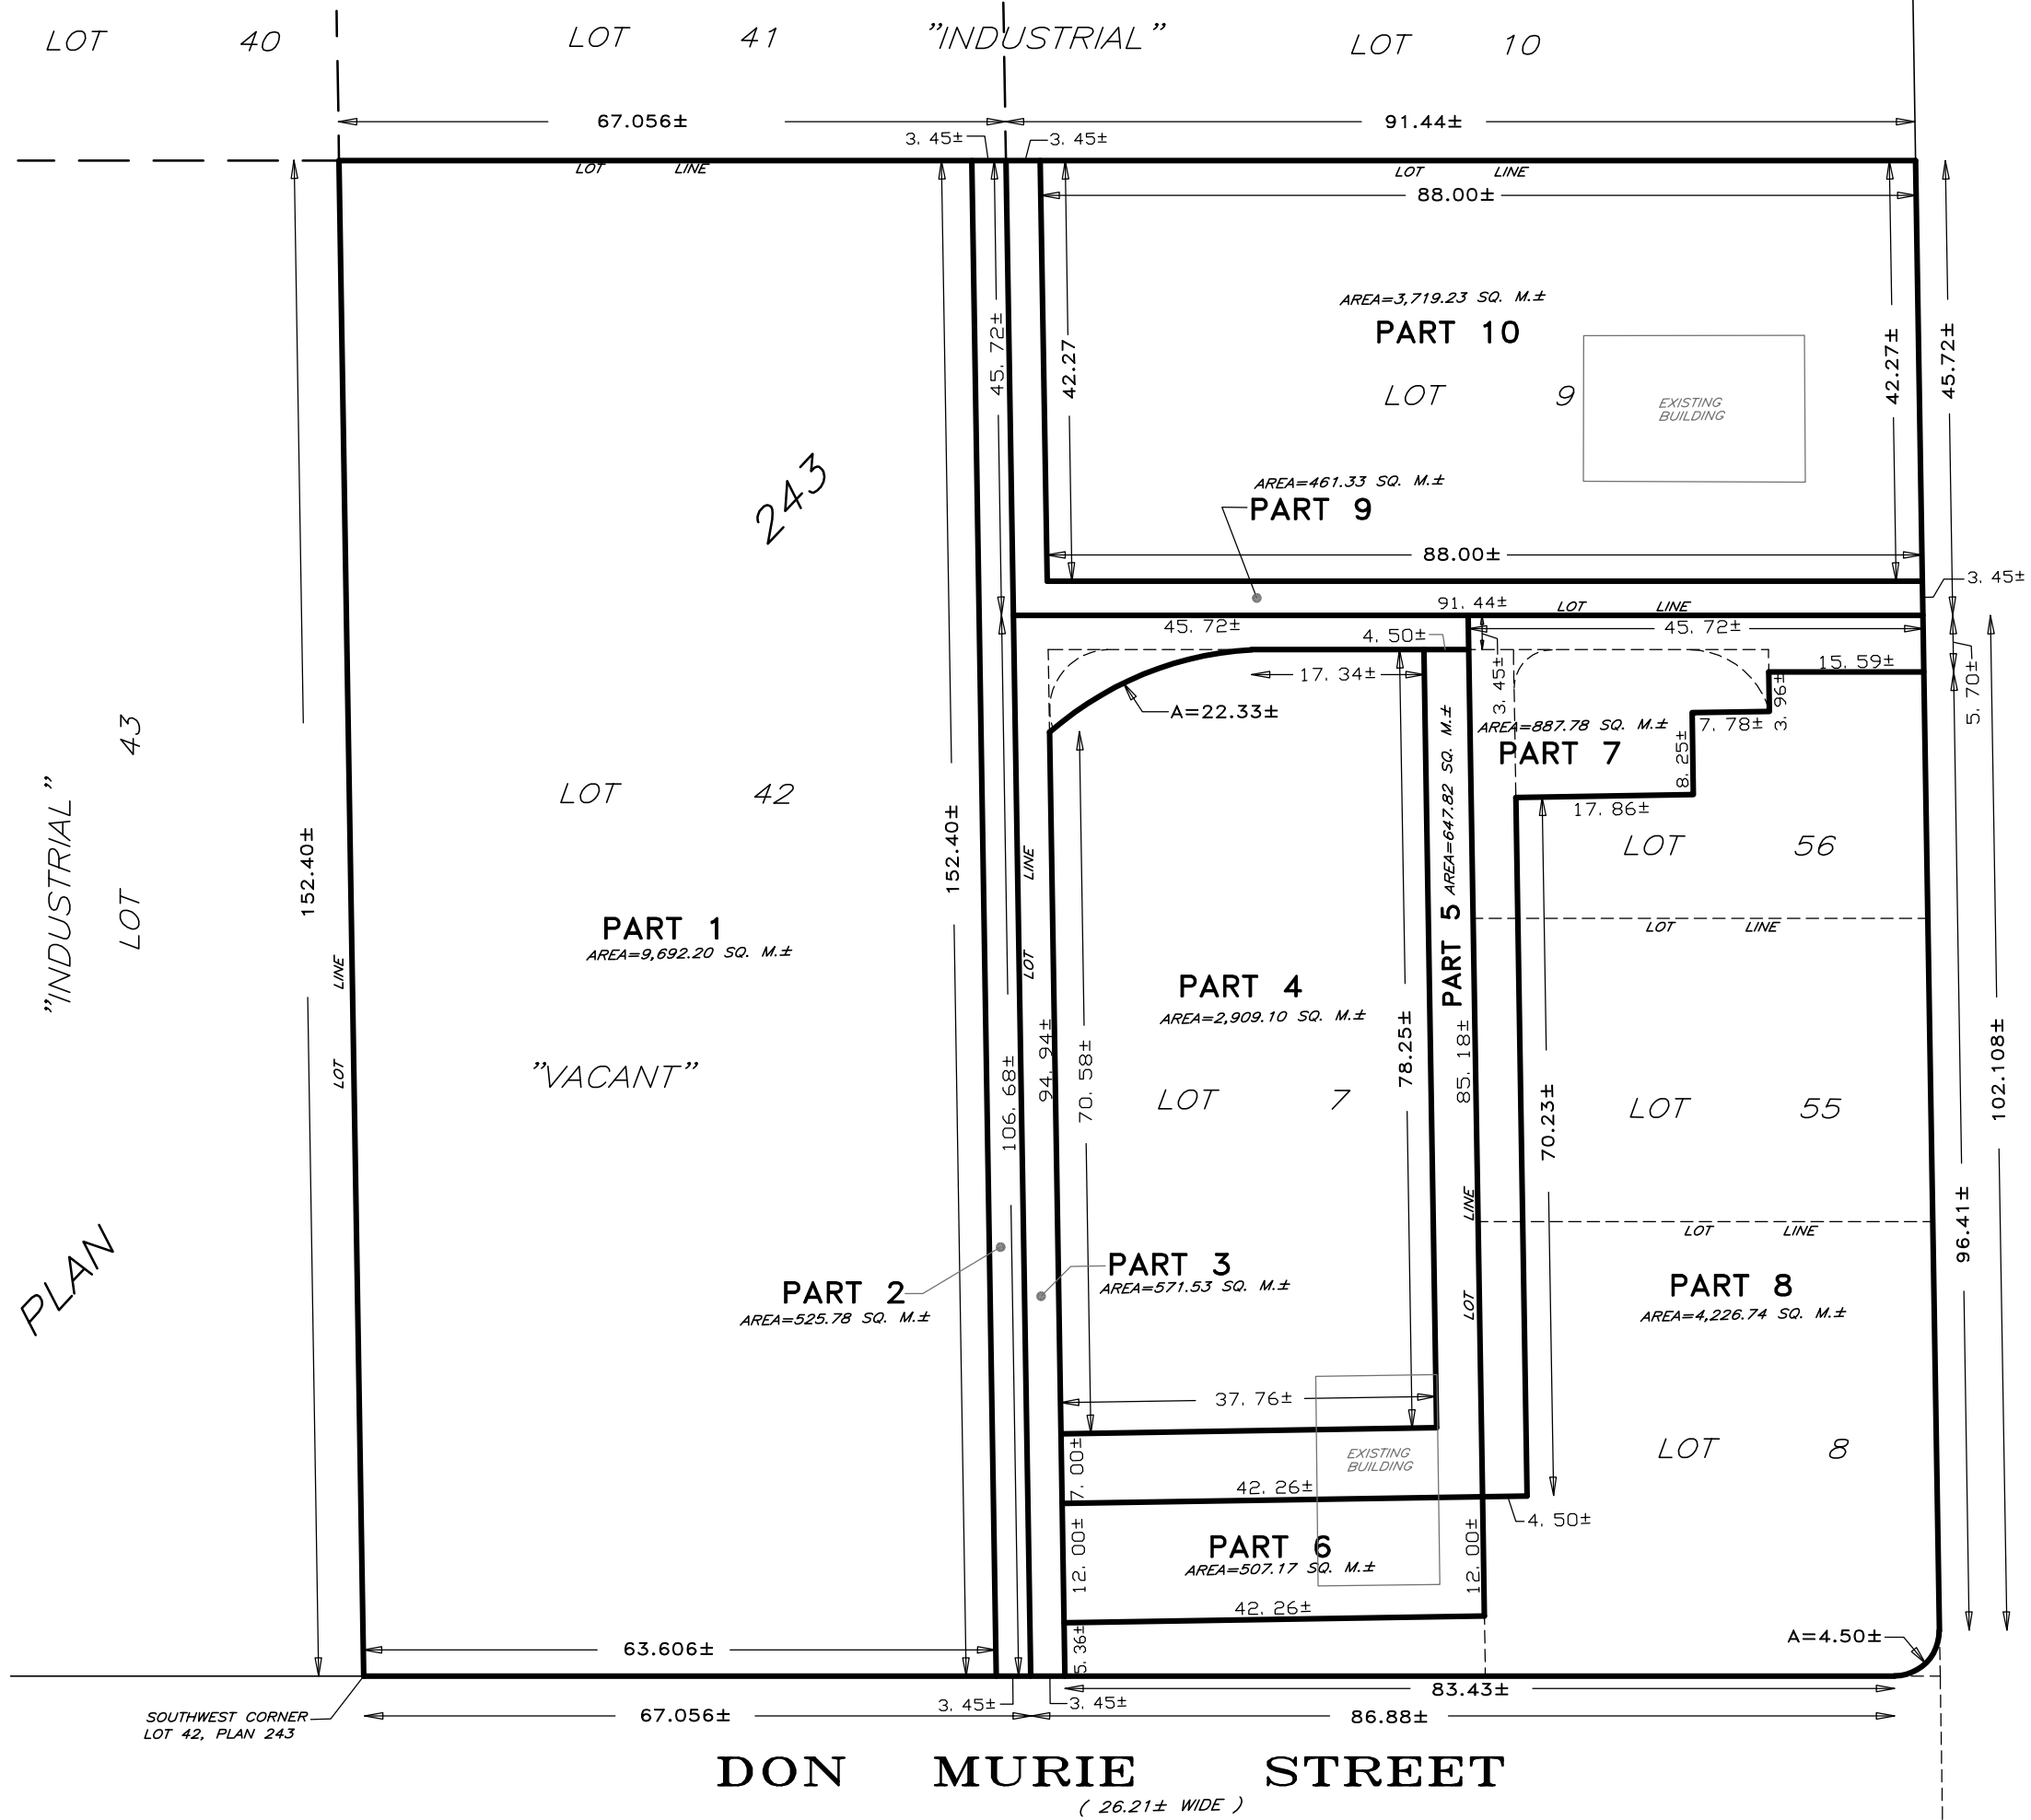 LOT 40
LOT 41
"INDUSTRIAL"
LOT 10
67.056±
91.44±
3.45±
3.45±
LOT LINE
LOT LINE
88.00±
AREA=3,719.23 SQ. M.±
PART 10
LOT 9
EXISTING
BUILDING
45.72±
42.27
42.27±
45.72±
243
AREA=461.33 SQ. M.±
PART 9
88.00±
3.45±
91.44±
LOT LINE
45.72±
4.50±
45.72±
3.45±
15.59±
5.70±
17.34±
3.96±
A=22.33±
7.78±
AREA=887.78 SQ. M.±
PART 7
8.25±
17.86±
LOT 43
"INDUSTRIAL"
LOT 42
152.40±
152.40±
LOT LINE
LOT LINE
LOT 56
PART 5 AREA=647.82 SQ. M.±
PART 1
AREA=9,692.20 SQ. M.±
LOT LINE
PART 4
AREA=2,909.10 SQ. M.±
"VACANT"
106.68±
94.94±
70.58±
78.25±
85.18±
70.23±
102.108±
96.41±
LOT 7
LOT 55
LOT LINE
LOT LINE
PLAN
PART 2
AREA=525.78 SQ. M.±
PART 3
AREA=571.53 SQ. M.±
PART 8
AREA=4,226.74 SQ. M.±
37.76±
7.00±
EXISTING
BUILDING
LOT 8
42.26±
4.50±
PART 6
AREA=507.17 SQ. M.±
12.00±
12.00±
42.26±
5.36±
63.606±
A=4.50±
83.43±
3.45±
3.45±
SOUTHWEST CORNER
LOT 42, PLAN 243
67.056±
86.88±
DON MURIE STREET
( 26.21± WIDE )